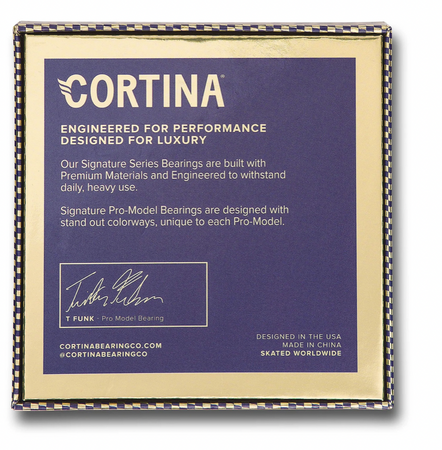 CORTINA®
ENGINEERED FOR PERFORMANCE
DESIGNED FOR LUXURY
Our Signature Series Bearings are built with
Premium Materials and Engineered to withstand
daily, heavy use.
Signature Pro-Model Bearings are designed with
stand out colorways, unique to each Pro-Model.
T FUNK - Pro Model Bearing
CORTINABEARINGCO.COM
@CORTINABEARINGCO
DESIGNED IN THE USA
MADE IN CHINA
SKATED WORLDWIDE